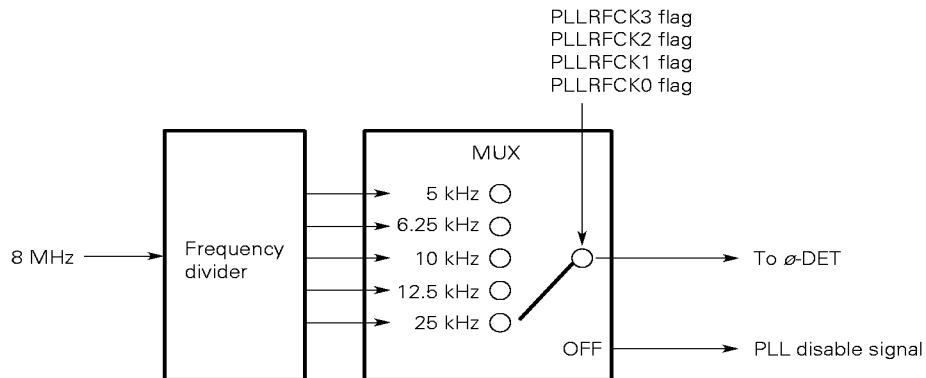 PLLRFCK3 flag
PLLRFCK2 flag
PLLRFCK1 flag
PLLRFCK0 flag
MUX
5 kHz
6.25 kHz
8 MHz
Frequency
divider
10 kHz
To ø-DET
12.5 kHz
25 kHz
OFF
PLL disable signal